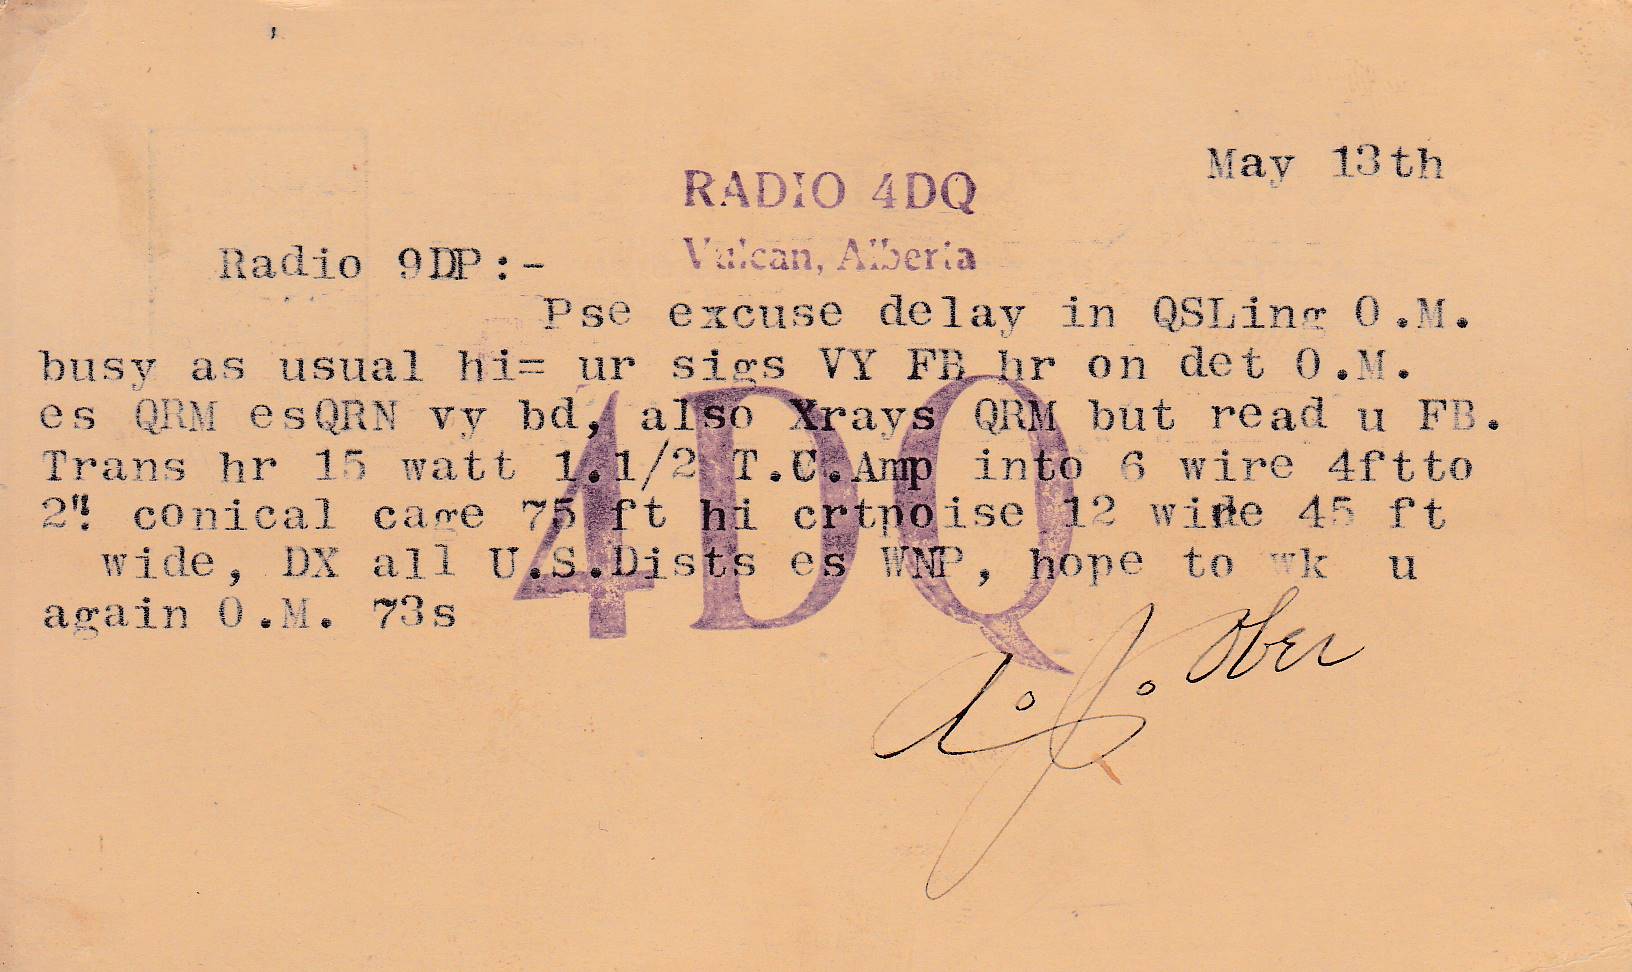 May 13th
RADIO 4DQ
Vulcan, Alberta
Radio 9DP:-
Pse excuse delay in QSLing O.M.
busy as usual hi= ur sigs VY FB hr on det O.M.
es QRM esQRN vy bd, also Xrays QRM but read u FB.
Trans hr 15 watt 1.1/2 T.C.Amp into 6 wire 4ftto
2"! conical cage 75 ft hi crtpoise 12 wire 45 ft
wide, DX all U.S.Dists es WNP, hope to wk u
again O.M. 73s
4DQ
J. Ober